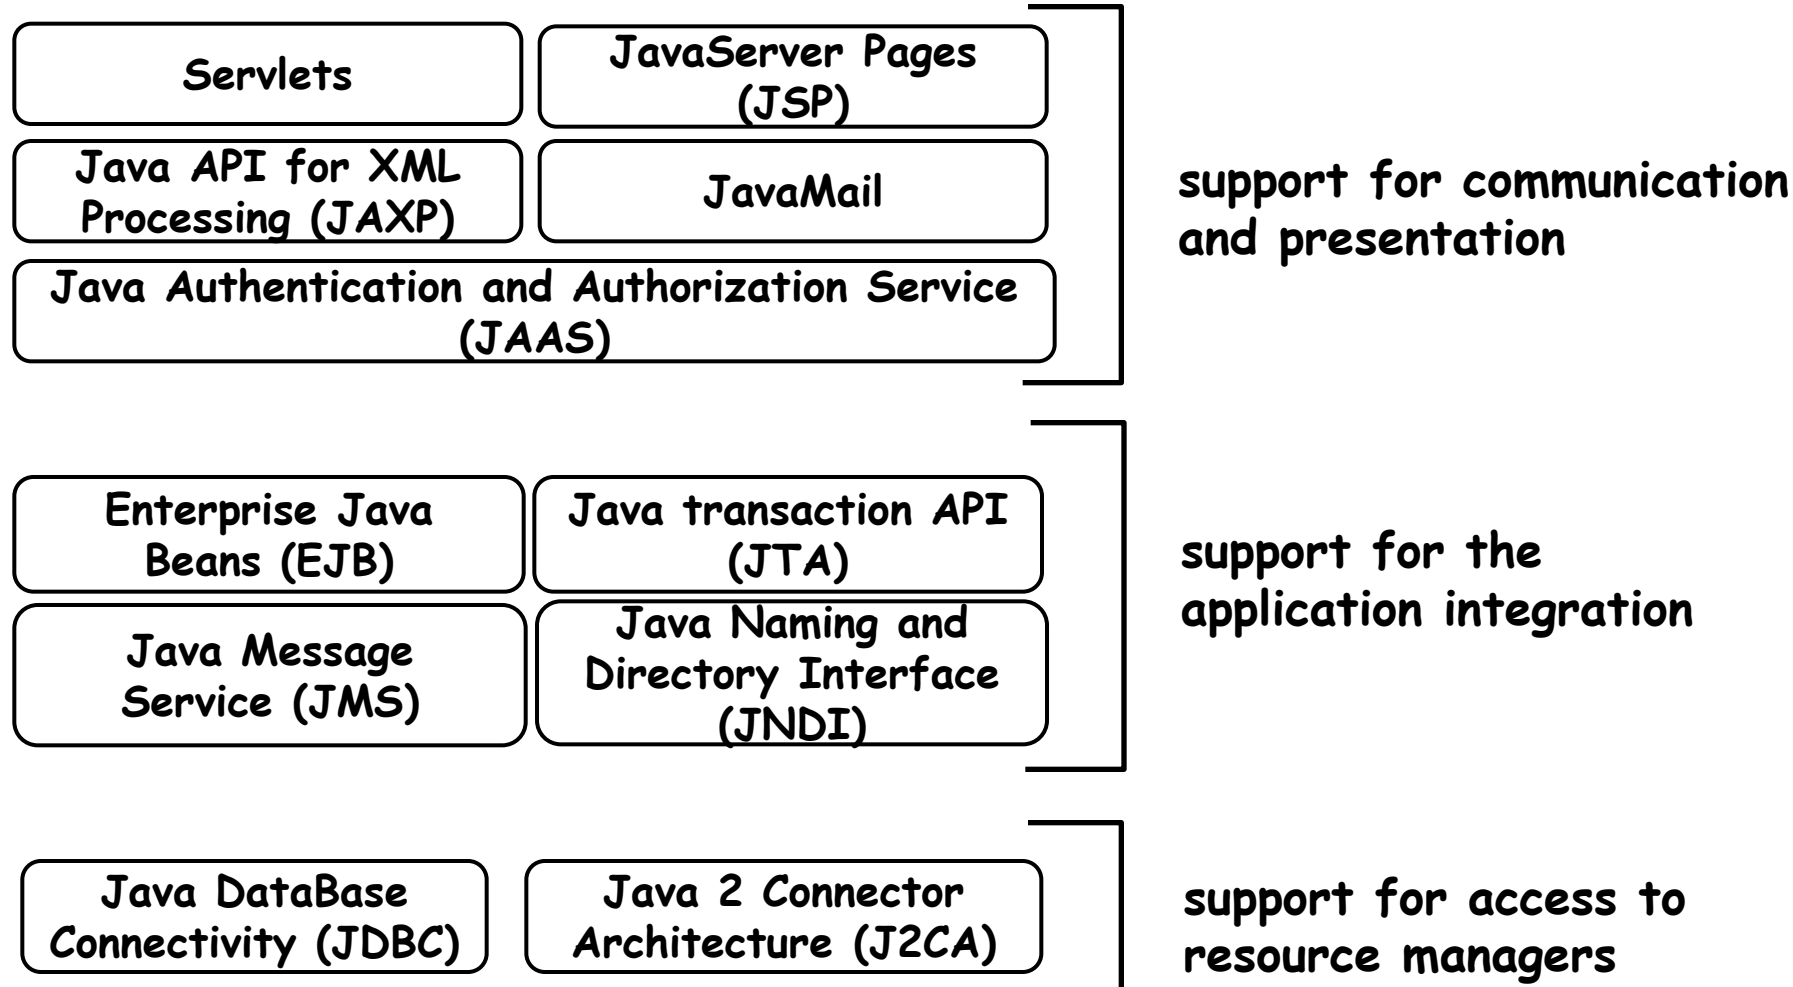 Servlets
JavaServer Pages
(JSP)
Java API for XML
Processing (JAXP)
JavaMail
Java Authentication and Authorization Service
(JAAS)
support for communication
and presentation
Enterprise Java
Beans (EJB)
Java transaction API
(JTA)
Java Message
Service (JMS)
Java Naming and
Directory Interface
(JNDI)
support for the
application integration
Java DataBase
Connectivity (JDBC)
Java 2 Connector
Architecture (J2CA)
support for access to
resource managers